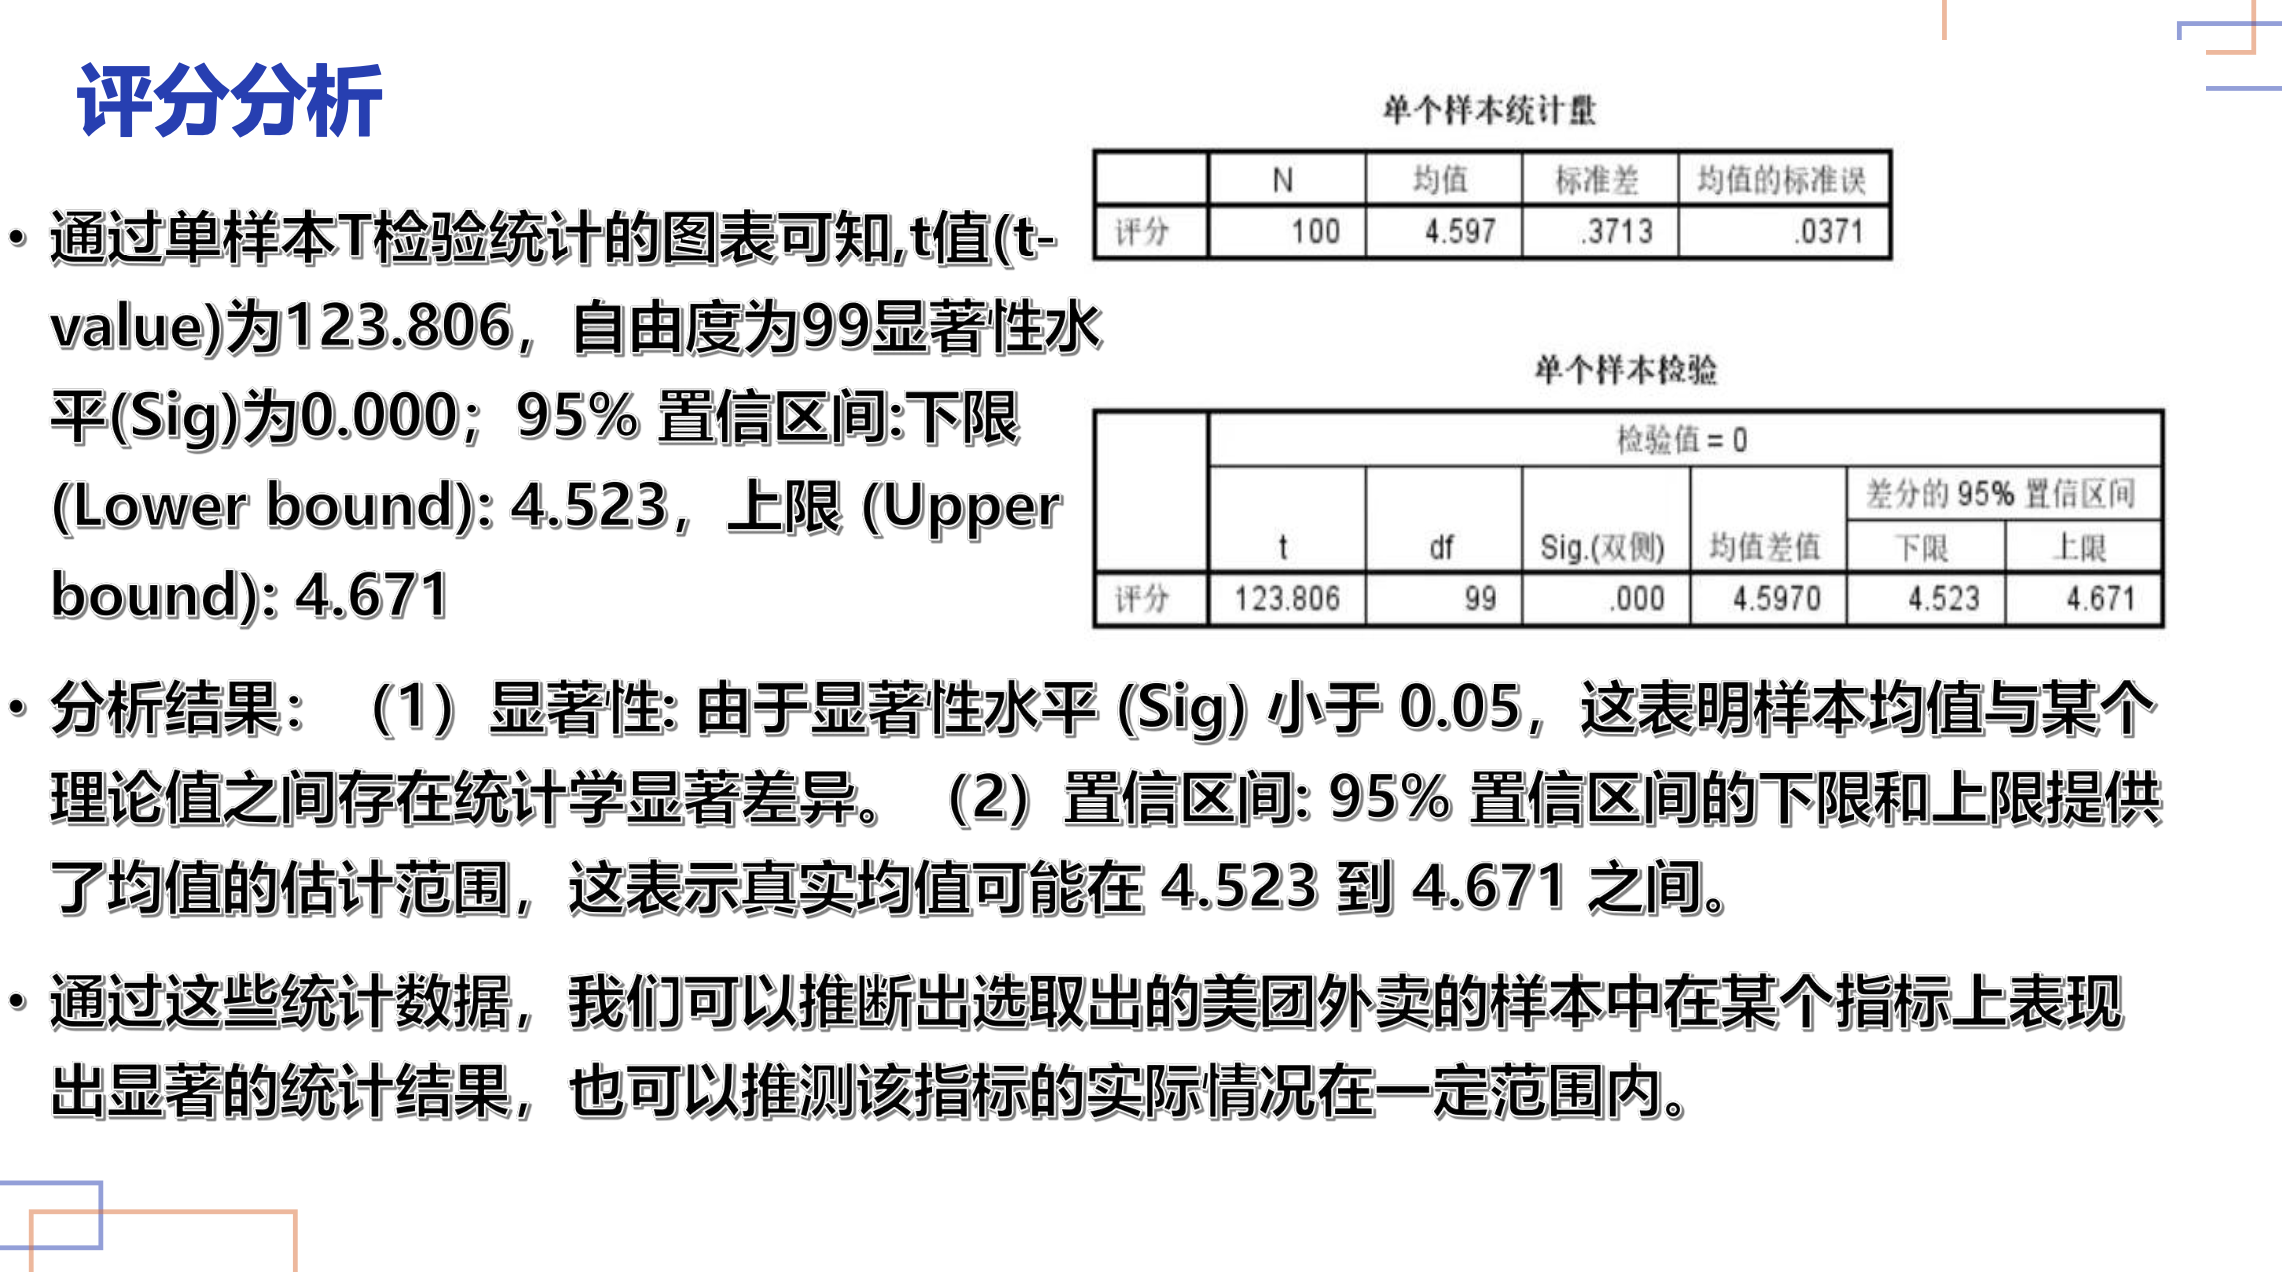 评分分析
• 通过单样本T检验统计的图表可知,t值(t-
value)为123.806，自由度为99显著性水
平(Sig)为0.000；95% 置信区间:下限
(Lower bound): 4.523，上限 (Upper
bound): 4.671
单个样本统计量
N 均值 标准差 均值的标准误
评分 100 4.597 .3713 .0371
单个样本检验
检验值 = 0
差分的 95% 置信区间
t df Sig.(双侧) 均值差值 下限 上限
评分 123.806 99 .000 4.5970 4.523 4.671
• 分析结果：（1）显著性: 由于显著性水平 (Sig) 小于 0.05，这表明样本均值与某个
理论值之间存在统计学显著差异。（2）置信区间: 95% 置信区间的下限和上限提供
了均值的估计范围，这表示真实均值可能在 4.523 到 4.671 之间。
• 通过这些统计数据，我们可以推断出选取出的美团外卖的样本中在某个指标上表现
出显著的统计结果，也可以推测该指标的实际情况在一定范围内。